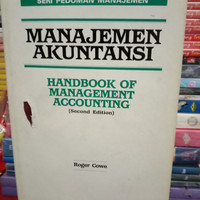 SERI PEDOMAN MANAJEMEN
MANAJEMEN
AKUNTANSI
HANDBOOK OF
MANAGEMENT
ACCOUNTING
(Second Edition)
Roger Cowe